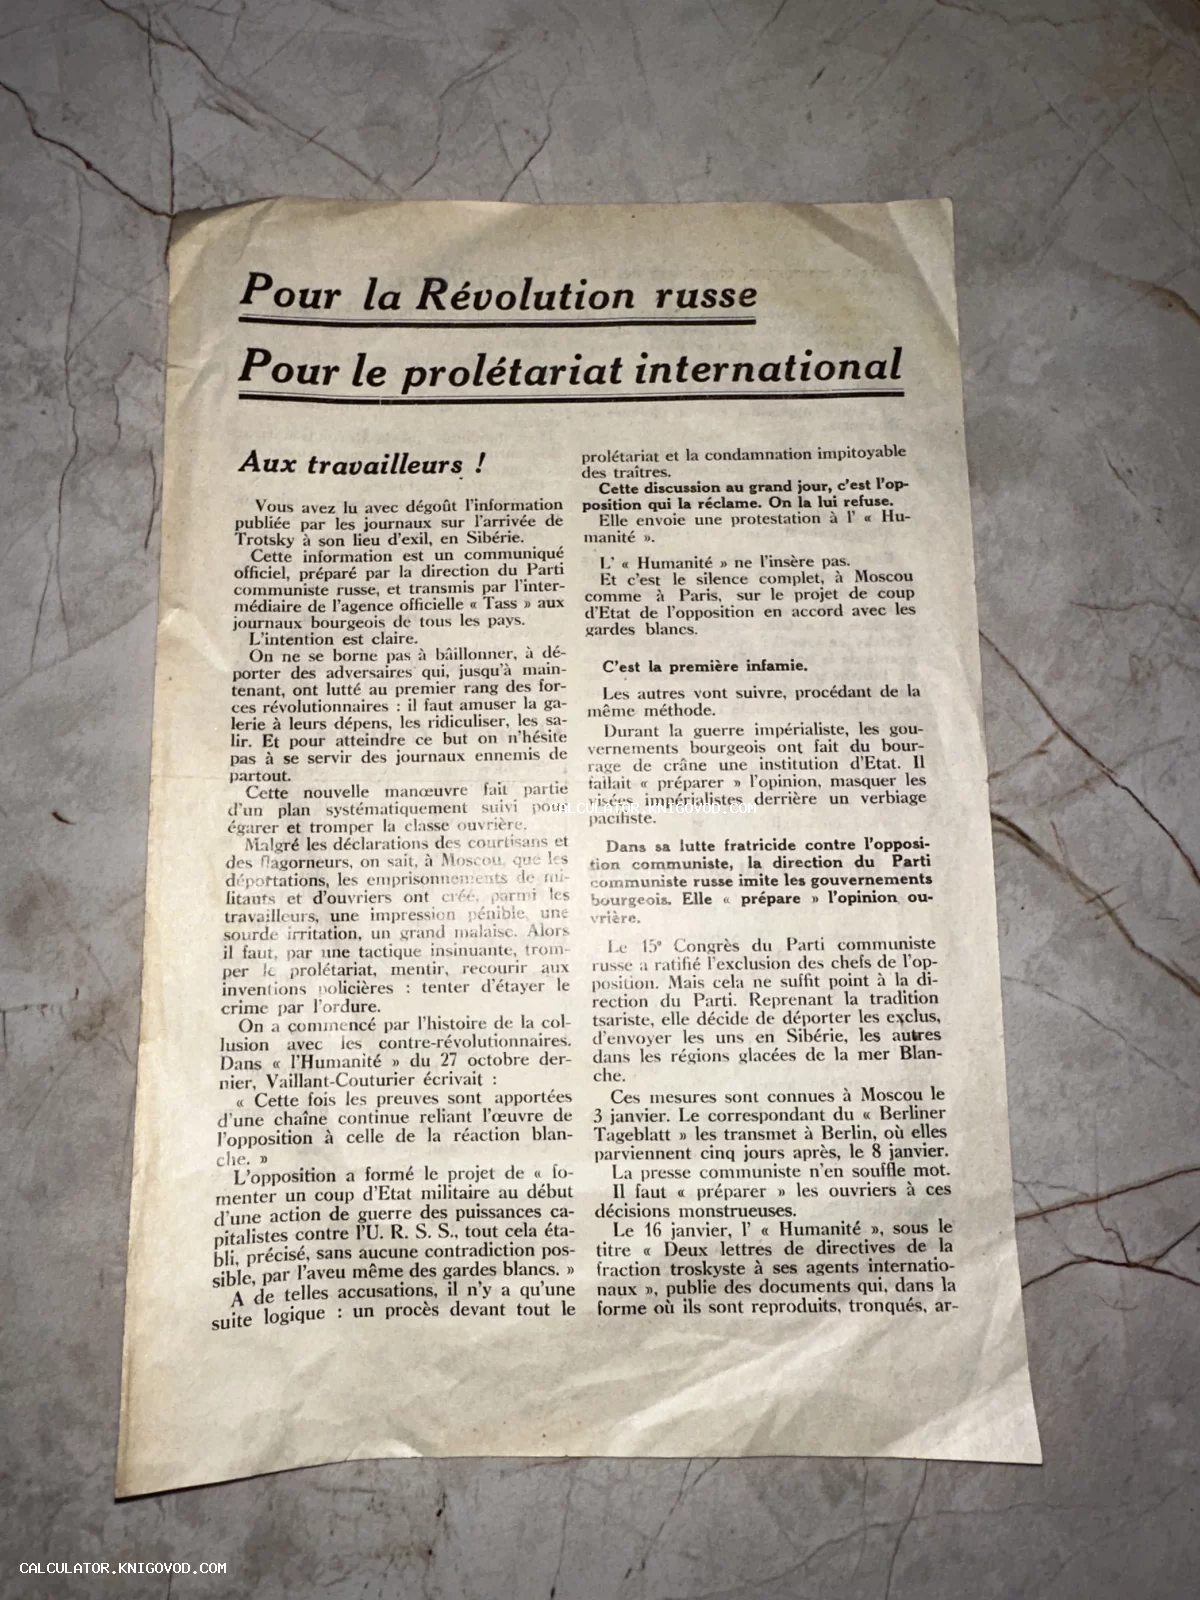 Pour la Révolution russe
Pour le prolétariat international
Aux travailleurs !
Vous avez lu avec dégoût l'information
publiée par les journaux sur l'arrivée de
Trotsky à son lieu d'exil, en Sibérie.
Cette information est un communiqué
officiel, préparé par la direction du Parti
communiste russe, et transmis par l'inter-
médiaire de l'agence officielle « Tass » aux
journaux bourgeois de tous les pays.
L'intention est claire.
On ne se borne pas à bâillonner, à dé-
porter des adversaires qui, jusqu'à main-
tenant, ont lutté au premier rang des for-
ces révolutionnaires : il faut amuser la ga-
lerie à leurs dépens, les ridiculiser, les sa-
lir. Et pour atteindre ce but on n'hésite
pas à se servir des journaux ennemis de
partout.
Cette nouvelle manœuvre fait partie
d'un plan systématiquement suivi pour
égarer et tromper la classe ouvrière.
Malgré les déclarations des courtisans et
des flagorneurs, on sait, à Moscou, que les
déportations, les emprisonnements de mi-
litants et d'ouvriers ont créé, parmi les
travailleurs, une impression pénible, une
sourde irritation, un grand malaise. Alors
il faut, par une tactique insinuante, trom-
per le prolétariat, mentir, recourir aux
inventions policières : tenter d'étayer le
crime par l'ordure.
On a commencé par l'histoire de la col-
lusion avec les contre-révolutionnaires.
Dans « l'Humanité » du 27 octobre der-
nier, Vaillant-Couturier écrivait :
« Cette fois les preuves sont apportées
d'une chaîne continue reliant l'œuvre de
l'opposition à celle de la réaction blan-
che. »
L'opposition a formé le projet de « fo-
menter un coup d'Etat militaire au début
d'une action de guerre des puissances ca-
pitalistes contre l'U. R. S. S., tout cela éta-
bli, précisé, sans aucune contradiction pos-
sible, par l'aveu même des gardes blancs. »
A de telles accusations, il n'y a qu'une
suite logique : un procès devant tout le
prolétariat et la condamnation impitoyable
des traîtres.
Cette discussion au grand jour, c'est l'op-
position qui la réclame. On la lui refuse.
Elle envoie une protestation à l' « Hu-
manité ».
L' « Humanité » ne l'insère pas.
Et c'est le silence complet, à Moscou
comme à Paris, sur le projet de coup
d'Etat de l'opposition en accord avec les
gardes blancs.
C'est la première infamie.
Les autres vont suivre, procédant de la
même méthode.
Durant la guerre impérialiste, les gou-
vernements bourgeois ont fait du bour-
rage de crâne une institution d'Etat. Il
fallait « préparer » l'opinion, masquer les
visées impérialistes derrière un verbiage
pacifiste.
Dans sa lutte fratricide contre l'opposi-
tion communiste, la direction du Parti
communiste russe imite les gouvernements
bourgeois. Elle « prépare » l'opinion ou-
vrière.
Le 15e Congrès du Parti communiste
russe a ratifié l'exclusion des chefs de l'op-
position. Mais cela ne suffit point à la di-
rection du Parti. Reprenant la tradition
tsariste, elle décide de déporter les exclus,
d'envoyer les uns en Sibérie, les autres
dans les régions glacées de la mer Blan-
che.
Ces mesures sont connues à Moscou le
3 janvier. Le correspondant du « Berliner
Tageblatt » les transmet à Berlin, où elles
parviennent cinq jours après, le 8 janvier.
La presse communiste n'en souffle mot.
Il faut « préparer » les ouvriers à ces
décisions monstrueuses.
Le 16 janvier, l' « Humanité », sous le
titre « Deux lettres de directives de la
fraction troskyste à ses agents internatio-
naux », publie des documents qui, dans la
forme où ils sont reproduits, tronqués, ar-
CALCULATOR.KNIGOVOD.COM
CALCULATOR.KNIGOVOD.COM